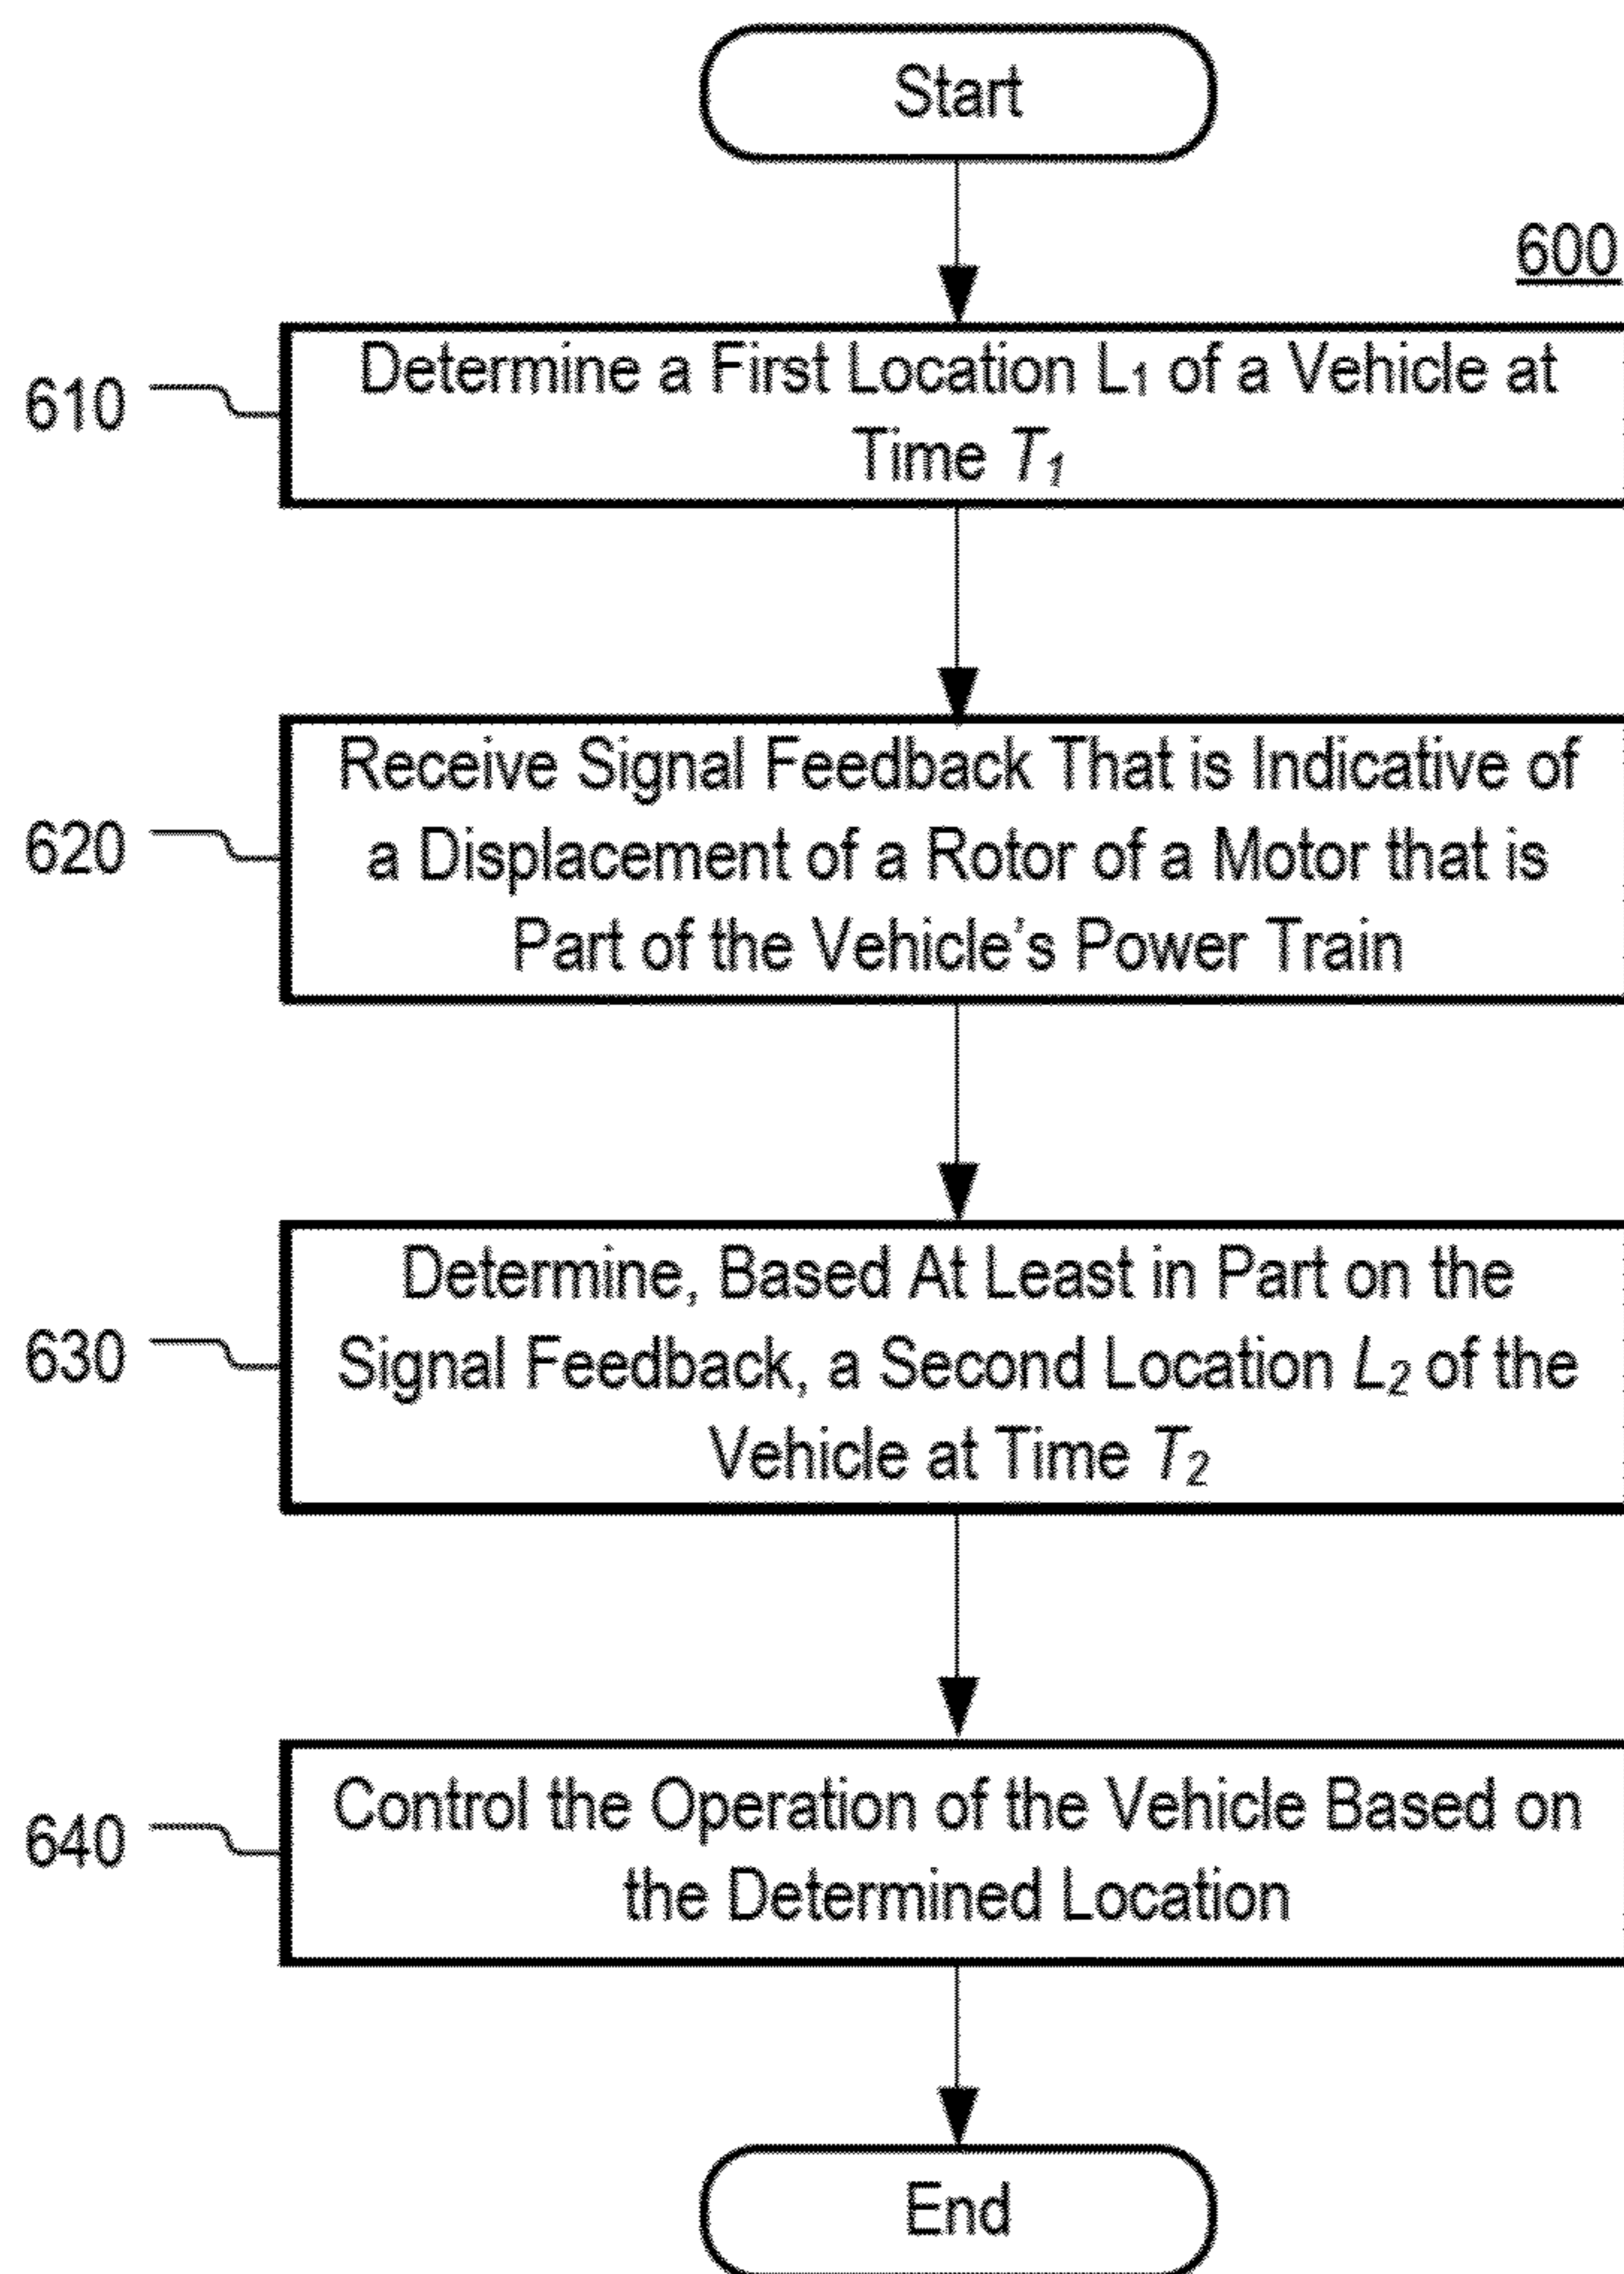 Start
600
610
Determine a First Location L₁ of a Vehicle at
Time T₁
620
Receive Signal Feedback That is Indicative of
a Displacement of a Rotor of a Motor that is
Part of the Vehicle's Power Train
630
Determine, Based At Least in Part on the
Signal Feedback, a Second Location L₂ of the
Vehicle at Time T₂
640
Control the Operation of the Vehicle Based on
the Determined Location
End